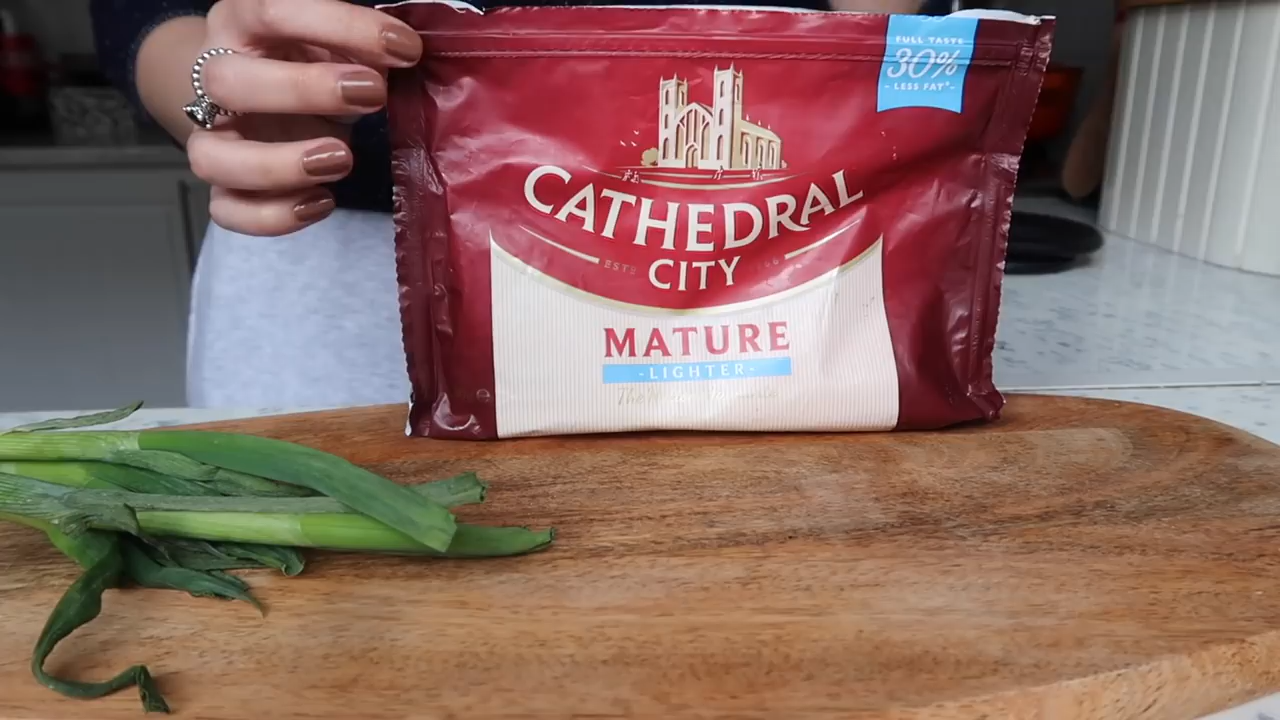 FULL TASTE
30%
-LESS FAT*-
CATHEDRAL
ESTD
CITY
MATURE
-LIGHTER-